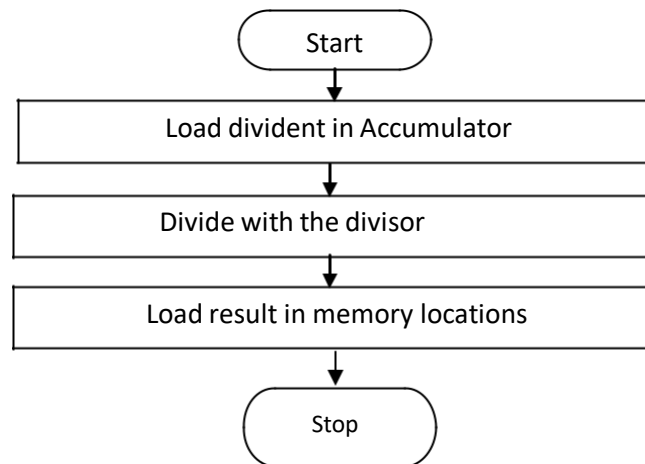 Start
Load divident in Accumulator
Divide with the divisor
Load result in memory locations
Stop